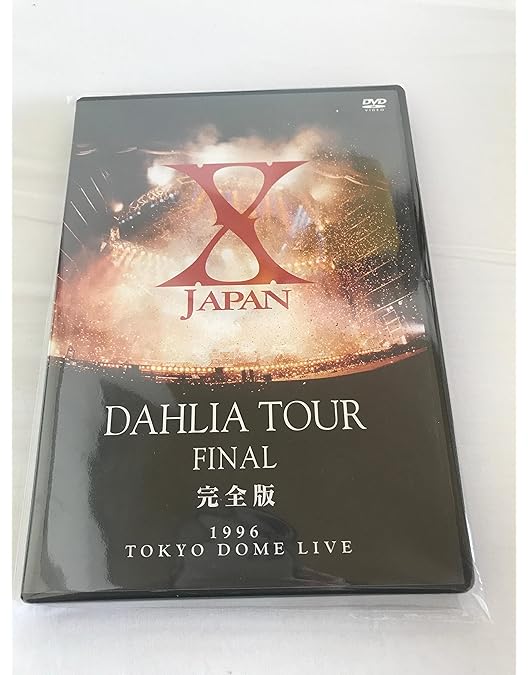 DVD
VIDEO
X
JAPAN
DAHLIA TOUR
FINAL
完全版
1996
TOKYO DOME LIVE